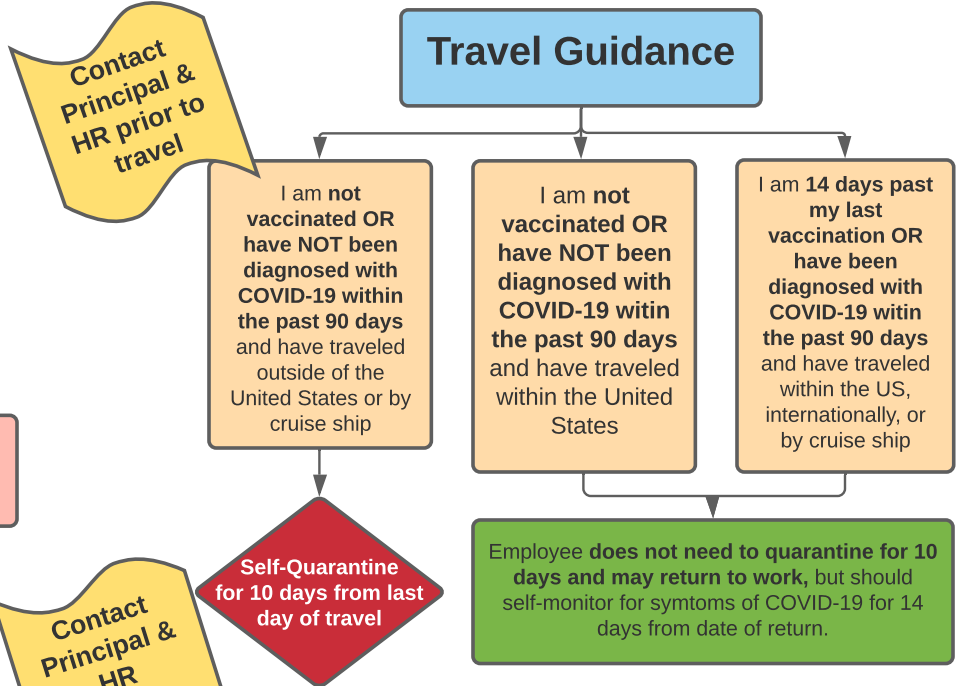 Contact
Principal &
HR prior to
travel
Travel Guidance
I am not
vaccinated OR
have NOT been
diagnosed with
COVID-19 within
the past 90 days
and have traveled
outside of the
United States or by
cruise ship
I am not
vaccinated OR
have NOT been
diagnosed with
COVID-19 witin
the past 90 days
and have traveled
within the United
States
I am 14 days past
my last
vaccination OR
have been
diagnosed with
COVID-19 witin
the past 90 days
and have traveled
within the US,
internationally, or
by cruise ship
Self-Quarantine
for 10 days from last
day of travel
Employee does not need to quarantine for 10
days and may return to work, but should
self-monitor for symtoms of COVID-19 for 14
days from date of return.
Contact
Principal &
HR